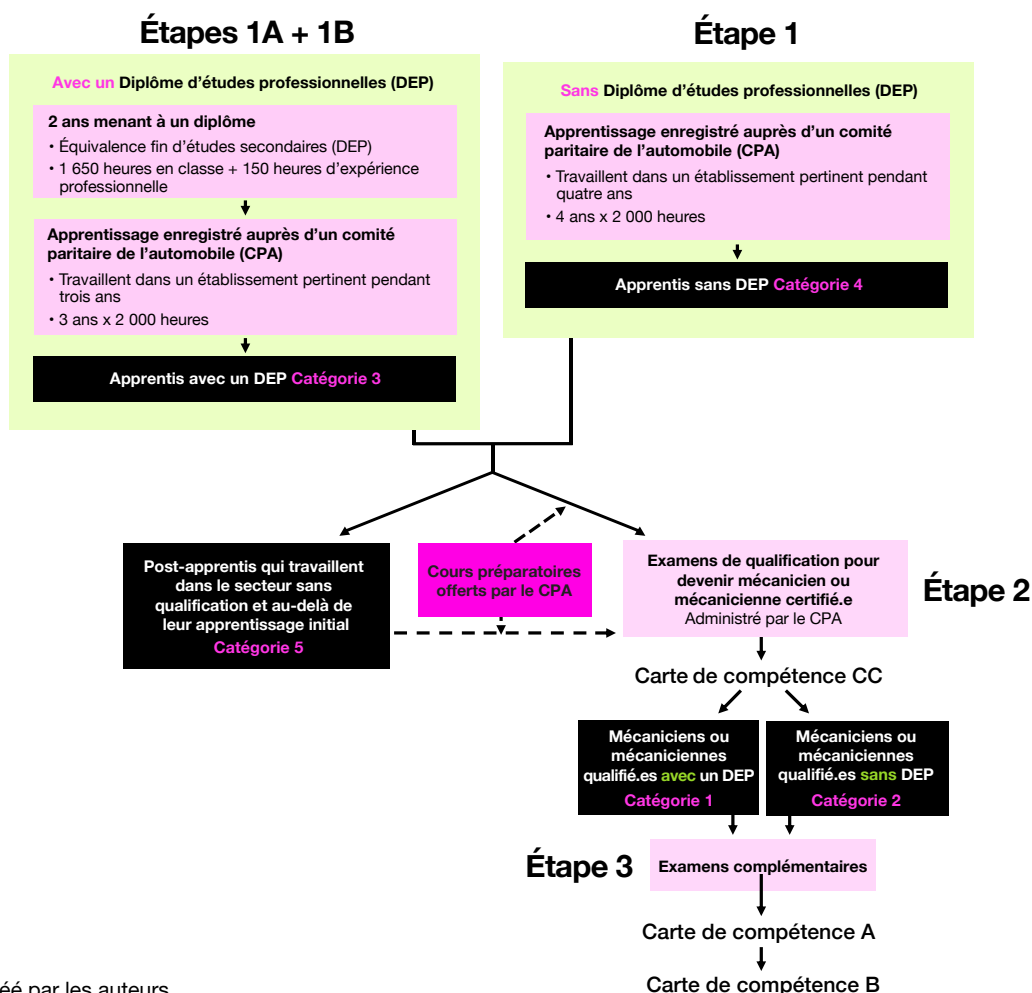 Étapes 1A + 1B
Avec un Diplôme d'études professionnelles (DEP)
2 ans menant à un diplôme
• Équivalence fin d'études secondaires (DEP)
• 1 650 heures en classe + 150 heures d'expérience
professionnelle
Apprentissage enregistré auprès d'un comité
paritaire de l'automobile (CPA)
• Travaillent dans un établissement pertinent pendant
trois ans
• 3 ans x 2 000 heures
Apprentis avec un DEP Catégorie 3
Étape 1
Sans Diplôme d'études professionnelles (DEP)
Apprentissage enregistré auprès d'un comité
paritaire de l'automobile (CPA)
• Travaillent dans un établissement pertinent pendant
quatre ans
• 4 ans x 2 000 heures
Apprentis sans DEP Catégorie 4
Post-apprentis qui travaillent
dans le secteur sans
qualification et au-delà de
leur apprentissage initial
Catégorie 5
Cours préparatoires
offerts par le CPA
Examens de qualification pour
devenir mécanicien ou
mécanicienne certifié.e
Administré par le CPA
Étape 2
Carte de compétence CC
Mécaniciens ou
mécaniciennes
qualifié.es avec un DEP
Catégorie 1
Mécaniciens ou
mécaniciennes
qualifié.es sans DEP
Catégorie 2
Étape 3
Examens complémentaires
Carte de compétence A
Carte de compétence B
par les auteurs